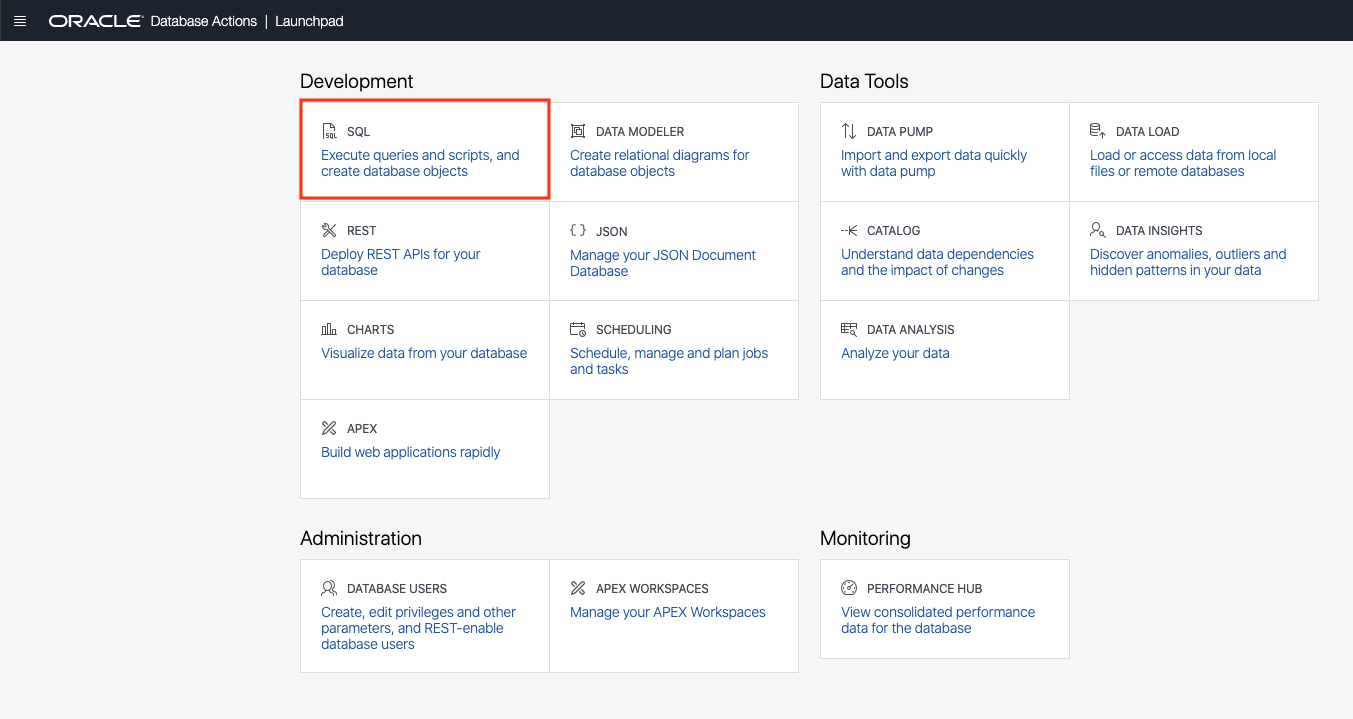 ORACLE Database Actions | Launchpad
Development
SQL
Execute queries and scripts, and
create database objects
DATA MODELER
Create relational diagrams for
database objects
REST
Deploy REST APIs for your
database
{ } JSON
Manage your JSON Document
Database
CHARTS
Visualize data from your database
SCHEDULING
Schedule, manage and plan jobs
and tasks
APEX
Build web applications rapidly
Data Tools
DATA PUMP
Import and export data quickly
with data pump
DATA LOAD
Load or access data from local
files or remote databases
CATALOG
Understand data dependencies
and the impact of changes
DATA INSIGHTS
Discover anomalies, outliers and
hidden patterns in your data
DATA ANALYSIS
Analyze your data
Administration
DATABASE USERS
Create, edit privileges and other
parameters, and REST-enable
database users
APEX WORKSPACES
Manage your APEX Workspaces
Monitoring
PERFORMANCE HUB
View consolidated performance
data for the database